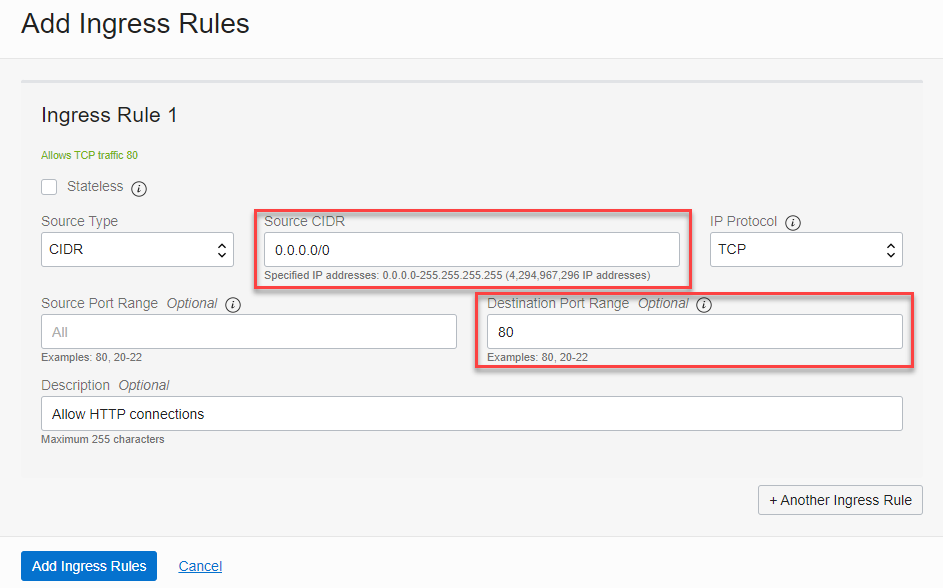 Add Ingress Rules
Ingress Rule 1
Allows TCP traffic 80
Stateless i
Source Type
Source CIDR
IP Protocol i
CIDR
0.0.0.0/0
TCP
Specified IP addresses: 0.0.0.0-255.255.255.255 (4,294,967,296 IP addresses)
Source Port Range Optional i
Destination Port Range Optional i
All
80
Examples: 80, 20-22
Examples: 80, 20-22
Description Optional
Allow HTTP connections
Maximum 255 characters
+ Another Ingress Rule
Add Ingress Rules
Cancel